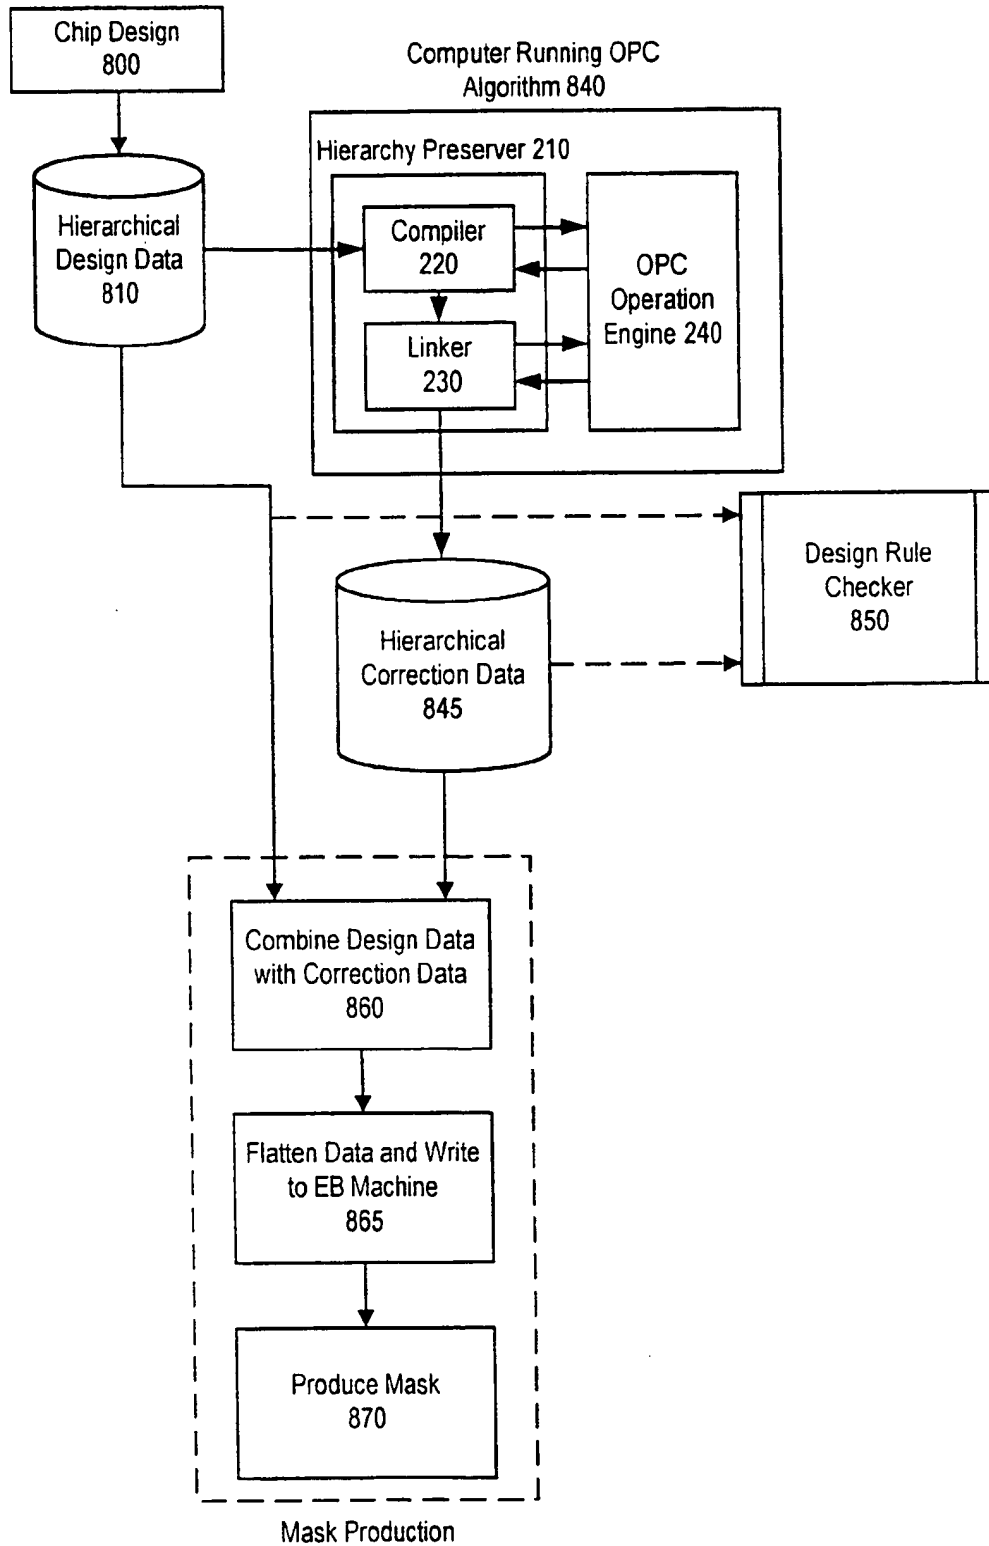 Chip Design
800
Computer Running OPC
Algorithm 840
Hierarchy Preserver 210
Hierarchical
Design Data
810
Compiler
220
OPC
Operation
Engine 240
Linker
230
Design Rule
Checker
850
Hierarchical
Correction Data
845
Combine Design Data
with Correction Data
860
Flatten Data and Write
to EB Machine
865
Produce Mask
870
Mask Production